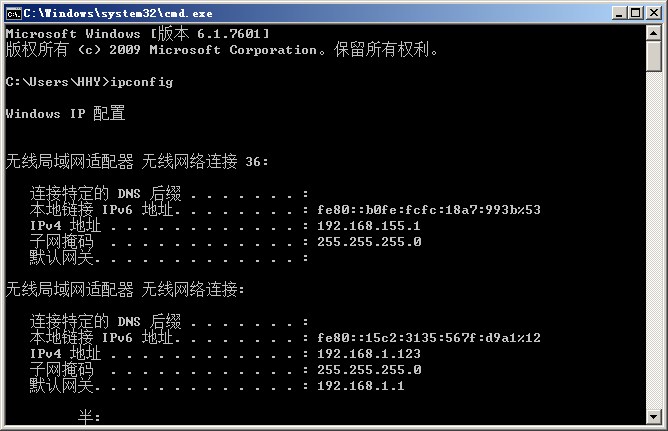 C:\Windows\system32\cmd.exe
Microsoft Windows [版本 6.1.7601]
版权所有 (c) 2009 Microsoft Corporation。保留所有权利。
C:\Users\HHY>ipconfig
Windows IP 配置
无线局域网适配器 无线网络连接 36:
连接特定的 DNS 后缀 . . . . . . . :
本地链接 IPv6 地址. . . . . . . . : fe80::b0fe:fcfc:18a7:993b%53
IPv4 地址 . . . . . . . . . . . . : 192.168.155.1
子网掩码  . . . . . . . . . . . . : 255.255.255.0
默认网关. . . . . . . . . . . . . :
无线局域网适配器 无线网络连接:
连接特定的 DNS 后缀 . . . . . . . :
本地链接 IPv6 地址. . . . . . . . : fe80::15c2:3135:567f:d9a1%12
IPv4 地址 . . . . . . . . . . . . : 192.168.1.123
子网掩码  . . . . . . . . . . . . : 255.255.255.0
默认网关. . . . . . . . . . . . . : 192.168.1.1
半: